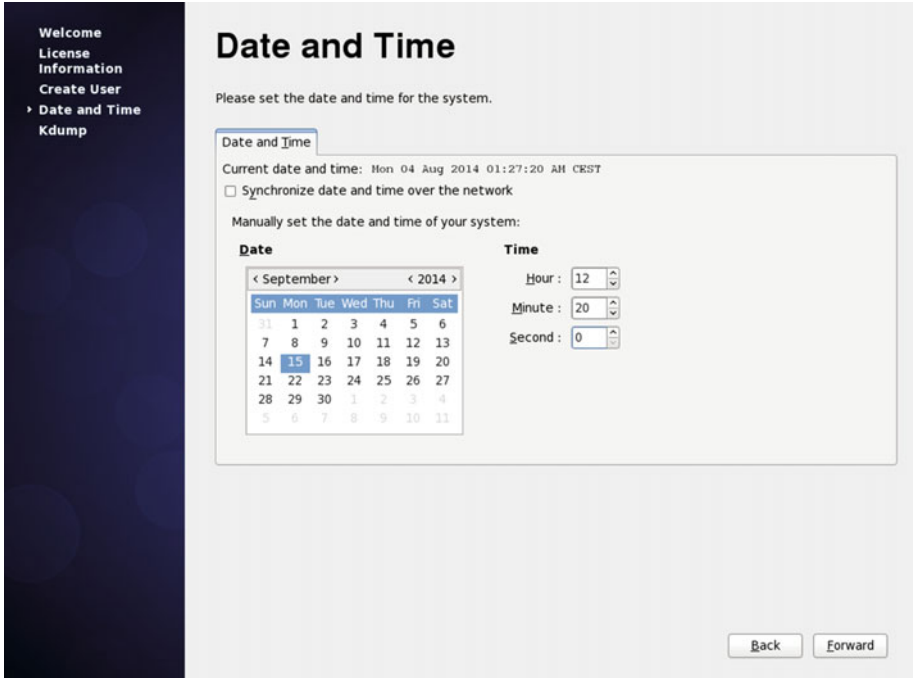 Welcome
License
Information
Create User
Date and Time
Kdump
Date and Time
Please set the date and time for the system.
Date and Time
Current date and time: Mon 04 Aug 2014 01:27:20 AM CEST
Synchronize date and time over the network
Manually set the date and time of your system:
Date
Time
< September >
< 2014 >
Sun Mon Tue Wed Thu Fri Sat
31 1 2 3 4 5 6
7 8 9 10 11 12 13
14 15 16 17 18 19 20
21 22 23 24 25 26 27
28 29 30 1 2 3 4
5 6 7 8 9 10 11
Hour : 12
Minute : 20
Second : 0
Back
Forward